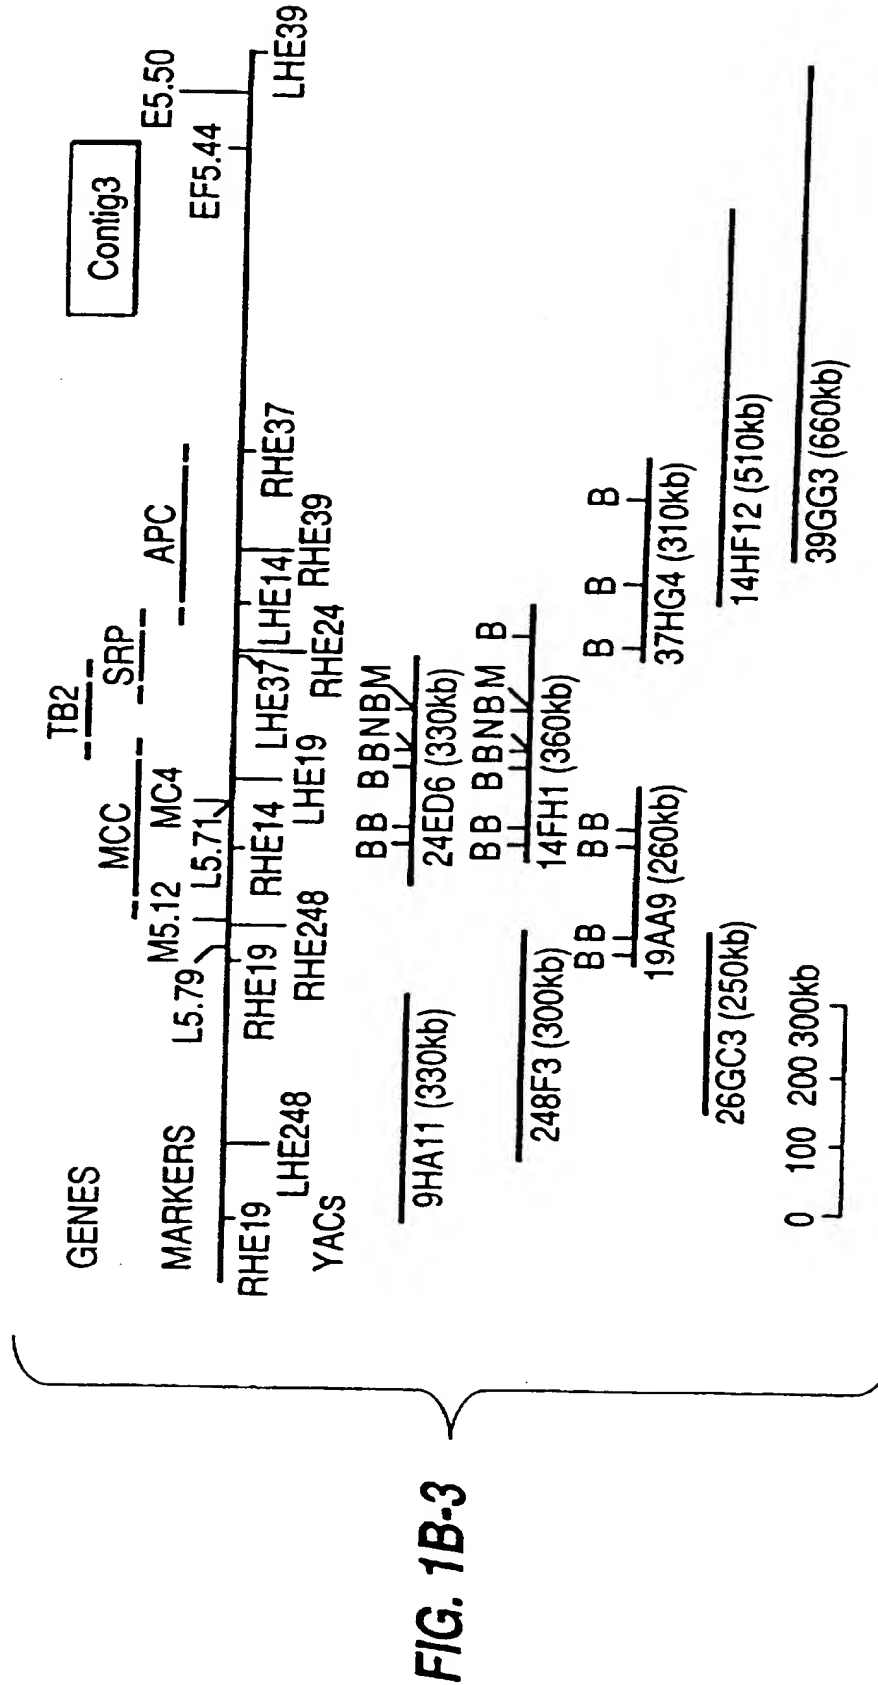 Contig3
E5.50
EF5.44
LHE39
GENES
MCC
TB2
SRP
APC
MARKERS
L5.79
M5.12
L5.71
MC4
RHE19
LHE248
RHE19
RHE248
RHE14
LHE19
LHE37
RHE24
LHE14
RHE39
RHE37
YACs
9HA11 (330kb)
B B B B N B M
24ED6 (330kb)
248F3 (300kb)
B B B B N B M B
14FH1 (360kb)
B B B B
19AA9 (260kb)
B B B
37HG4 (310kb)
26GC3 (250kb)
14HF12 (510kb)
39GG3 (660kb)
0 100 200 300kb
FIG. 1B-3